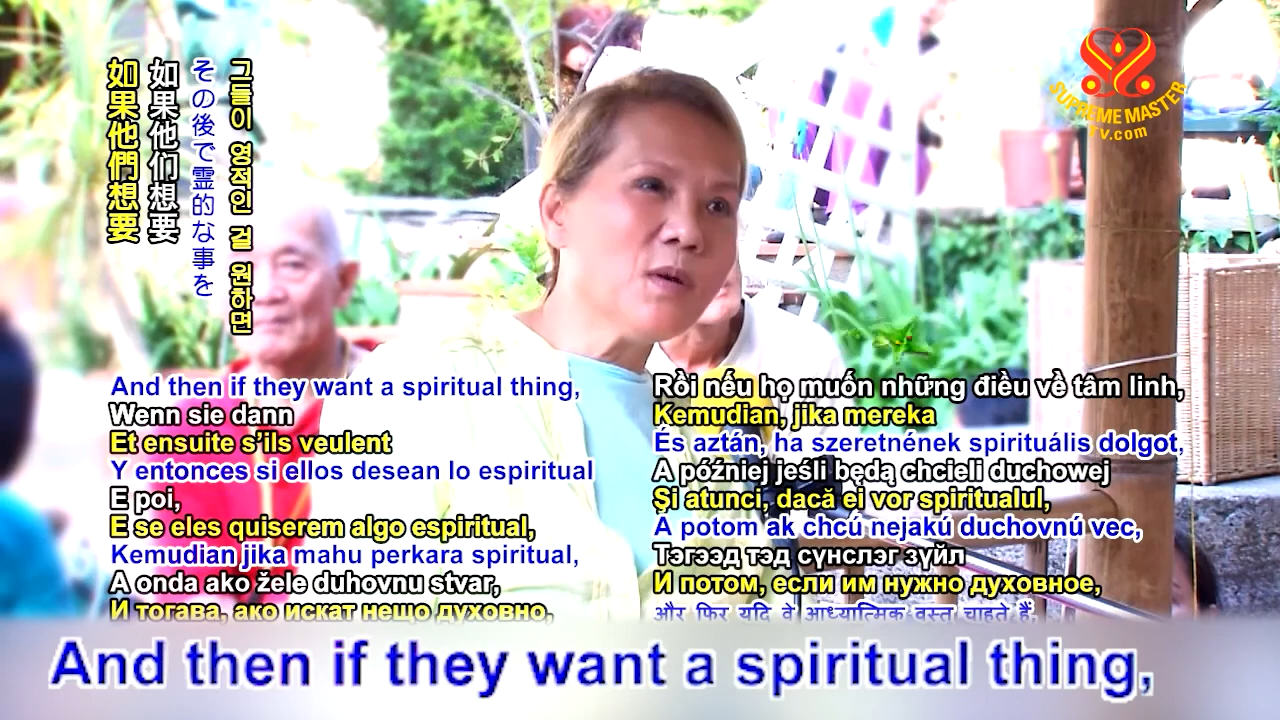 如果他們想要
如果他们想要
その後で霊的な事を
그들이 영적인 걸 원하면
SUPREME MASTER
TV.com
And then if they want a spiritual thing,
Wenn sie dann
Et ensuite s’ils veulent
Y entonces si ellos desean lo espiritual
E poi,
E se eles quiserem algo espiritual,
Kemudian jika mahu perkara spiritual,
A onda ako žele duhovnu stvar,
И тогава, ако искат нещо духовно,
Rồi nếu họ muốn những điều về tâm linh,
Kemudian, jika mereka
És aztán, ha szeretnének spirituális dolgot,
A później jeśli będą chcieli duchowej
Şi atunci, dacă ei vor spiritualul,
A potom ak chcú nejakú duchovnú vec,
Тэгээд тэд сүнслэг зүйл
И потом, если им нужно духовное,
और फिर यदि वे आध्यात्मिक वस्तु चाहते हैं,
And then if they want a spiritual thing,